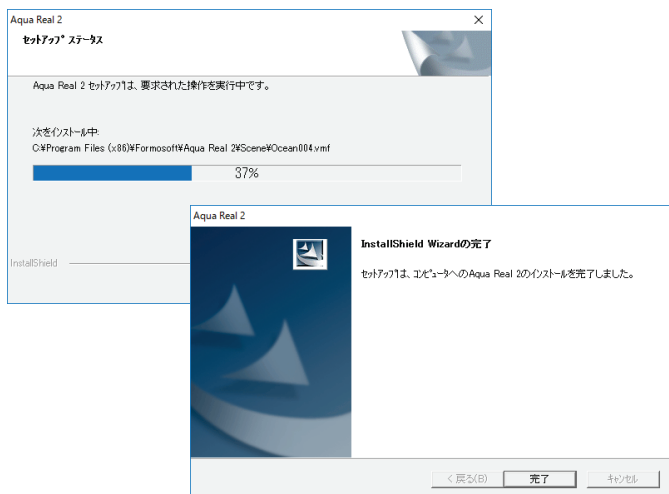 Aqua Real 2
セットアップ ステータス
Aqua Real 2 セットアップは、要求された操作を実行中です。
次をインストール中:
C:¥Program Files (x86)¥Formosoft¥Aqua Real 2¥Scene¥Ocean004.vmf
37%
InstallShield
Aqua Real 2
InstallShield Wizardの完了
セットアップは、コンピュータへのAqua Real 2のインストールを完了しました。
< 戻る(B) 完了 キャンセル